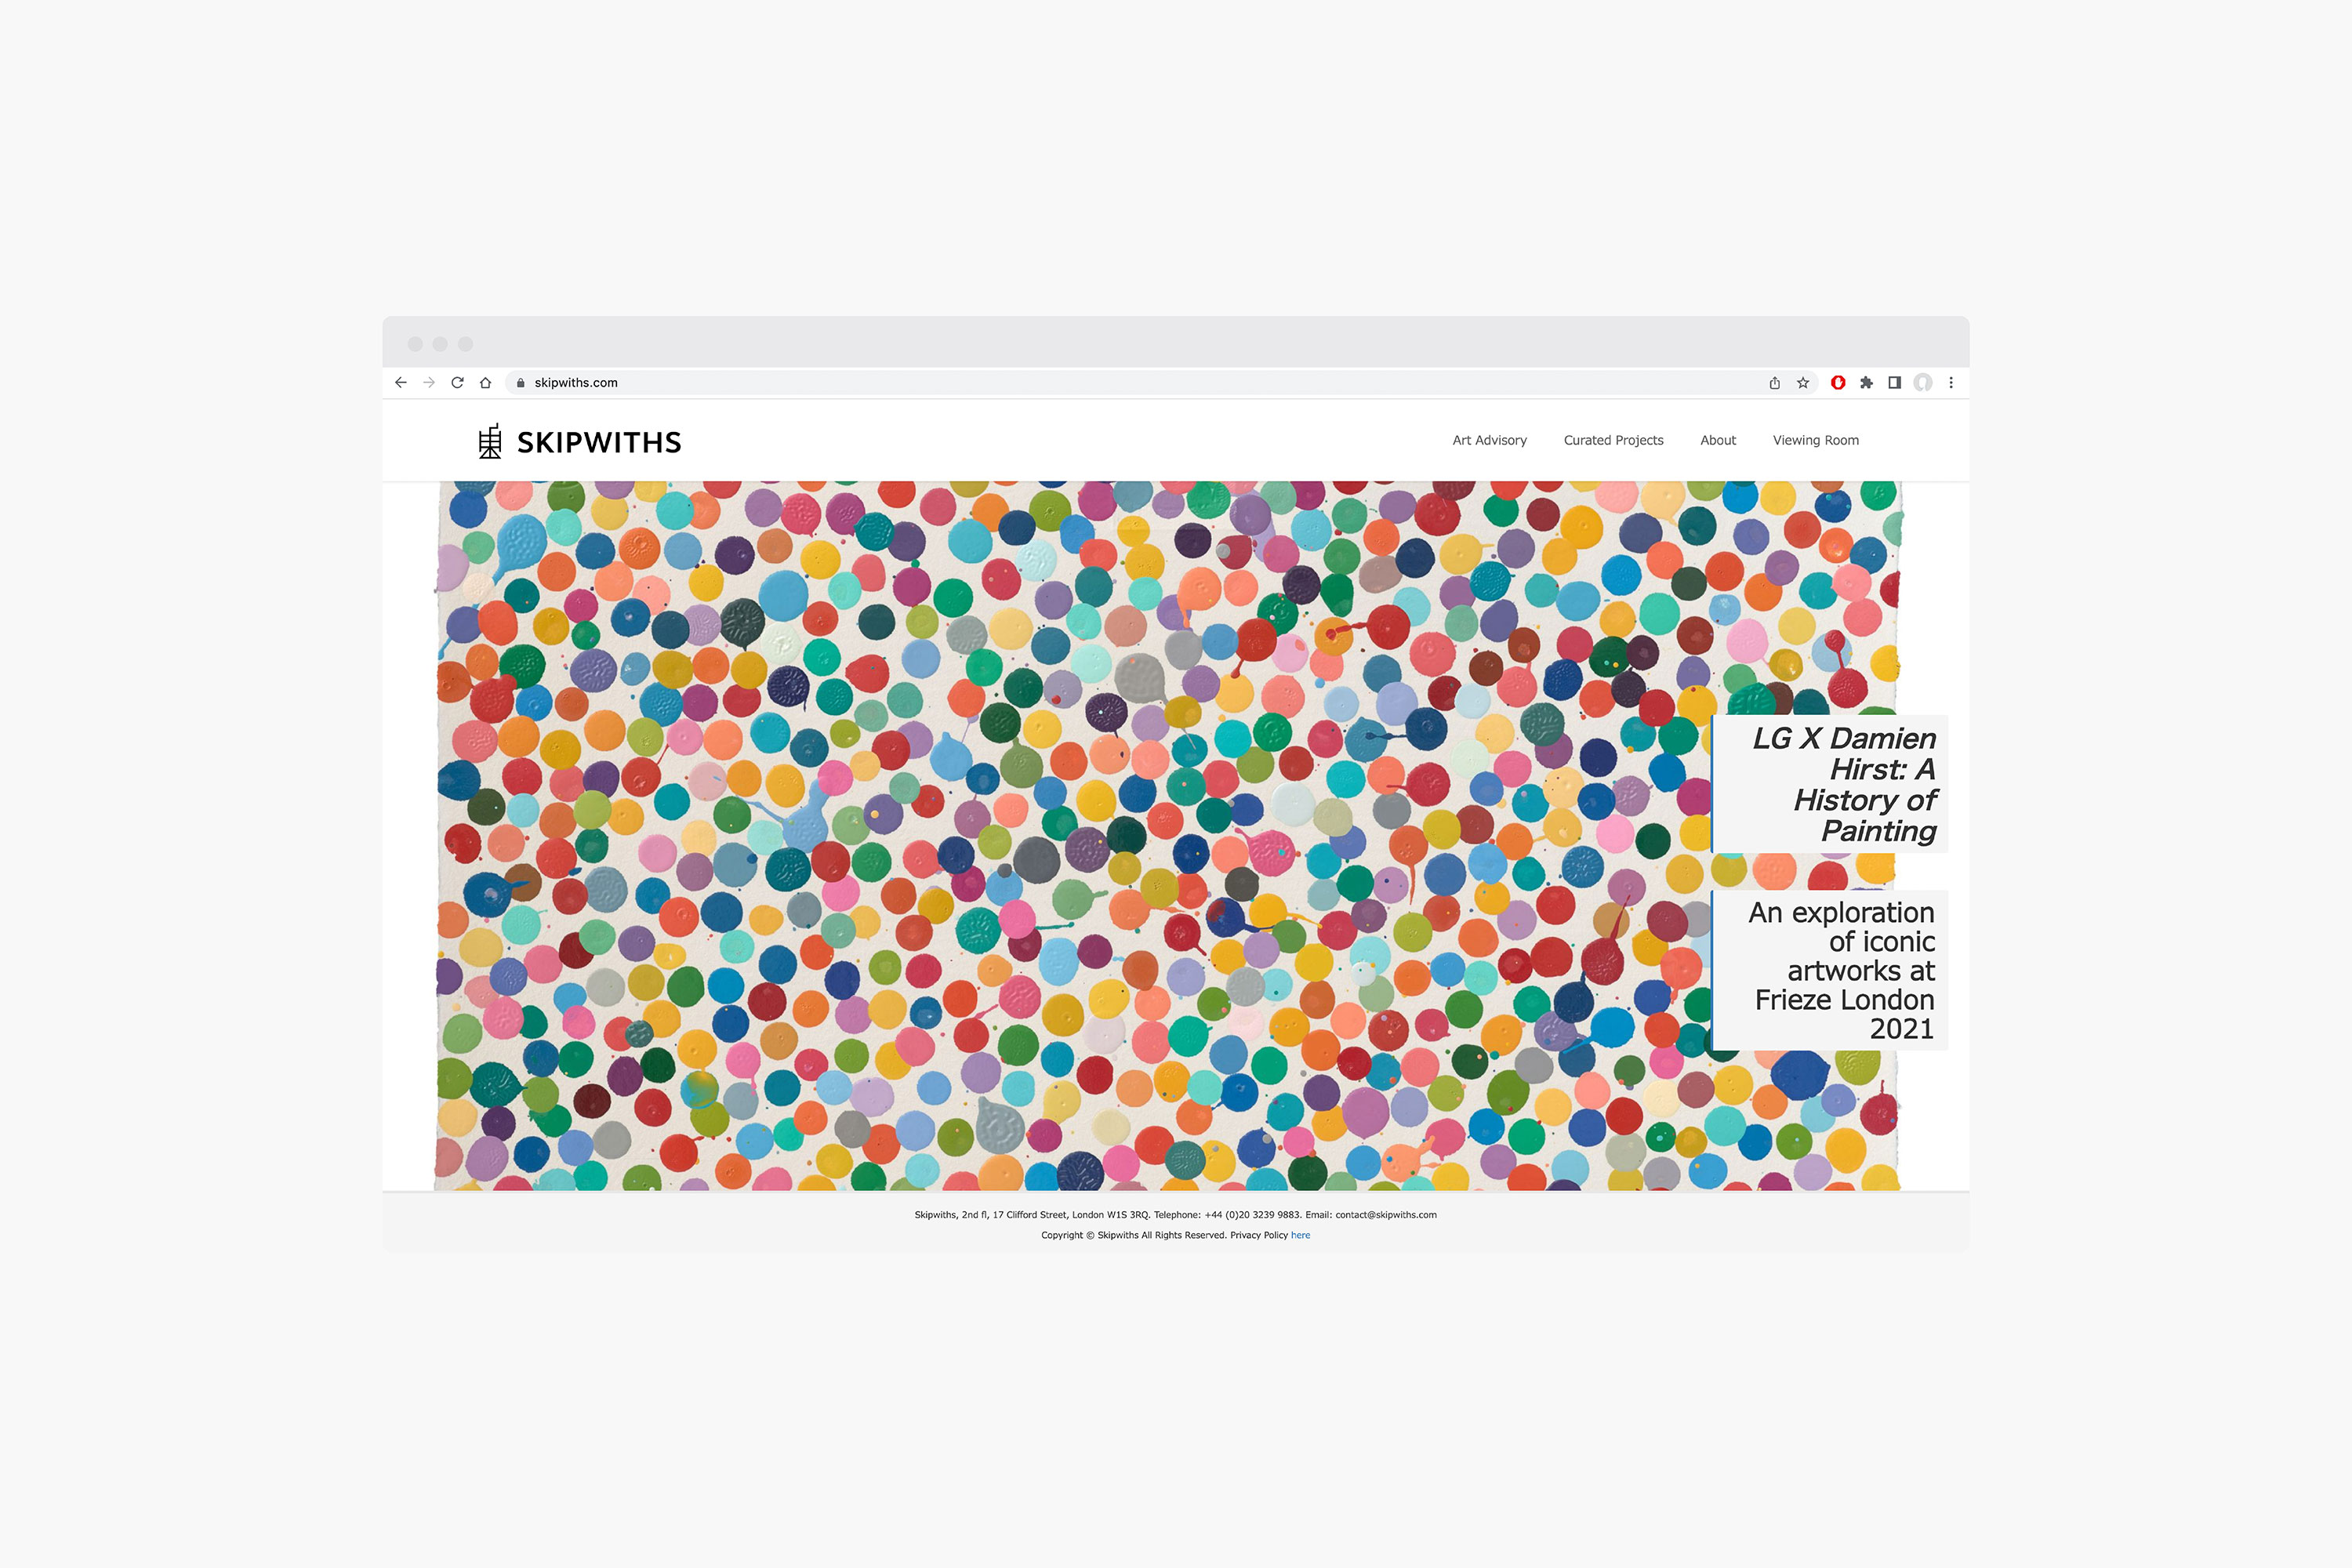 skipwiths.com
SKIPWITHS
Art Advisory
Curated Projects
About
Viewing Room
LG X Damien
Hirst: A
History of
Painting
An exploration
of iconic
artworks at
Frieze London
2021
Skipwiths, 2nd fl, 17 Clifford Street, London W1S 3RQ. Telephone: +44 (0)20 3239 9883. Email: contact@skipwiths.com
Copyright © Skipwiths All Rights Reserved. Privacy Policy here